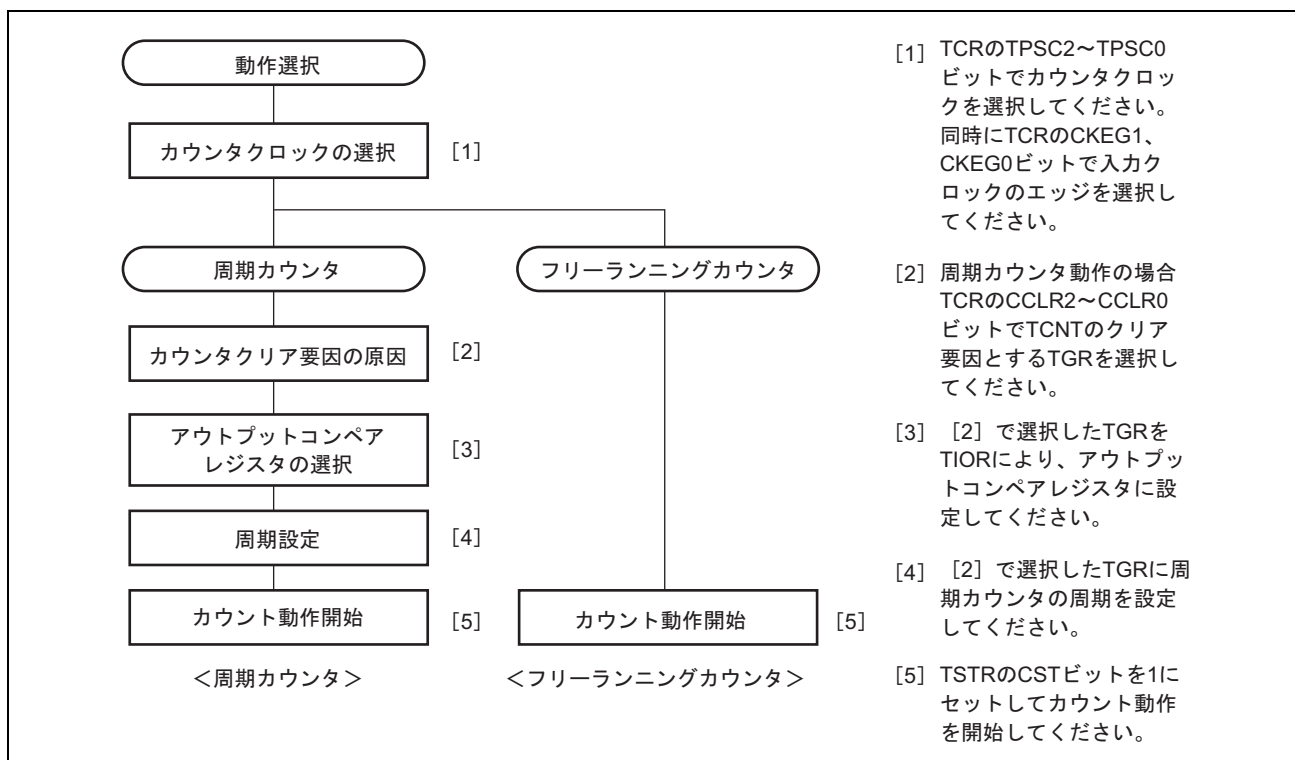 動作選択
カウンタクロックの選択
[1]
周期カウンタ
フリーランニングカウンタ
カウンタクリア要因の原因
[2]
アウトプットコンペア
レジスタの選択
[3]
周期設定
[4]
カウント動作開始
[5]
カウント動作開始
[5]
＜周期カウンタ＞
＜フリーランニングカウンタ＞
[1] TCRのTPSC2～TPSC0
ビットでカウンタクロッ
クを選択してください。
同時にTCRのCKEG1、
CKEG0ビットで入力ク
ロックのエッジを選択し
てください。
[2] 周期カウンタ動作の場合
TCRのCCLR2～CCLR0
ビットでTCNTのクリア
要因とするTGRを選択し
てください。
[3] [2]で選択したTGRを
TIORにより、アウトプッ
トコンペアレジスタに設
定してください。
[4] [2]で選択したTGRに周
期カウンタの周期を設定
してください。
[5] TSTRのCSTビットを1に
セットしてカウント動作
を開始してください。